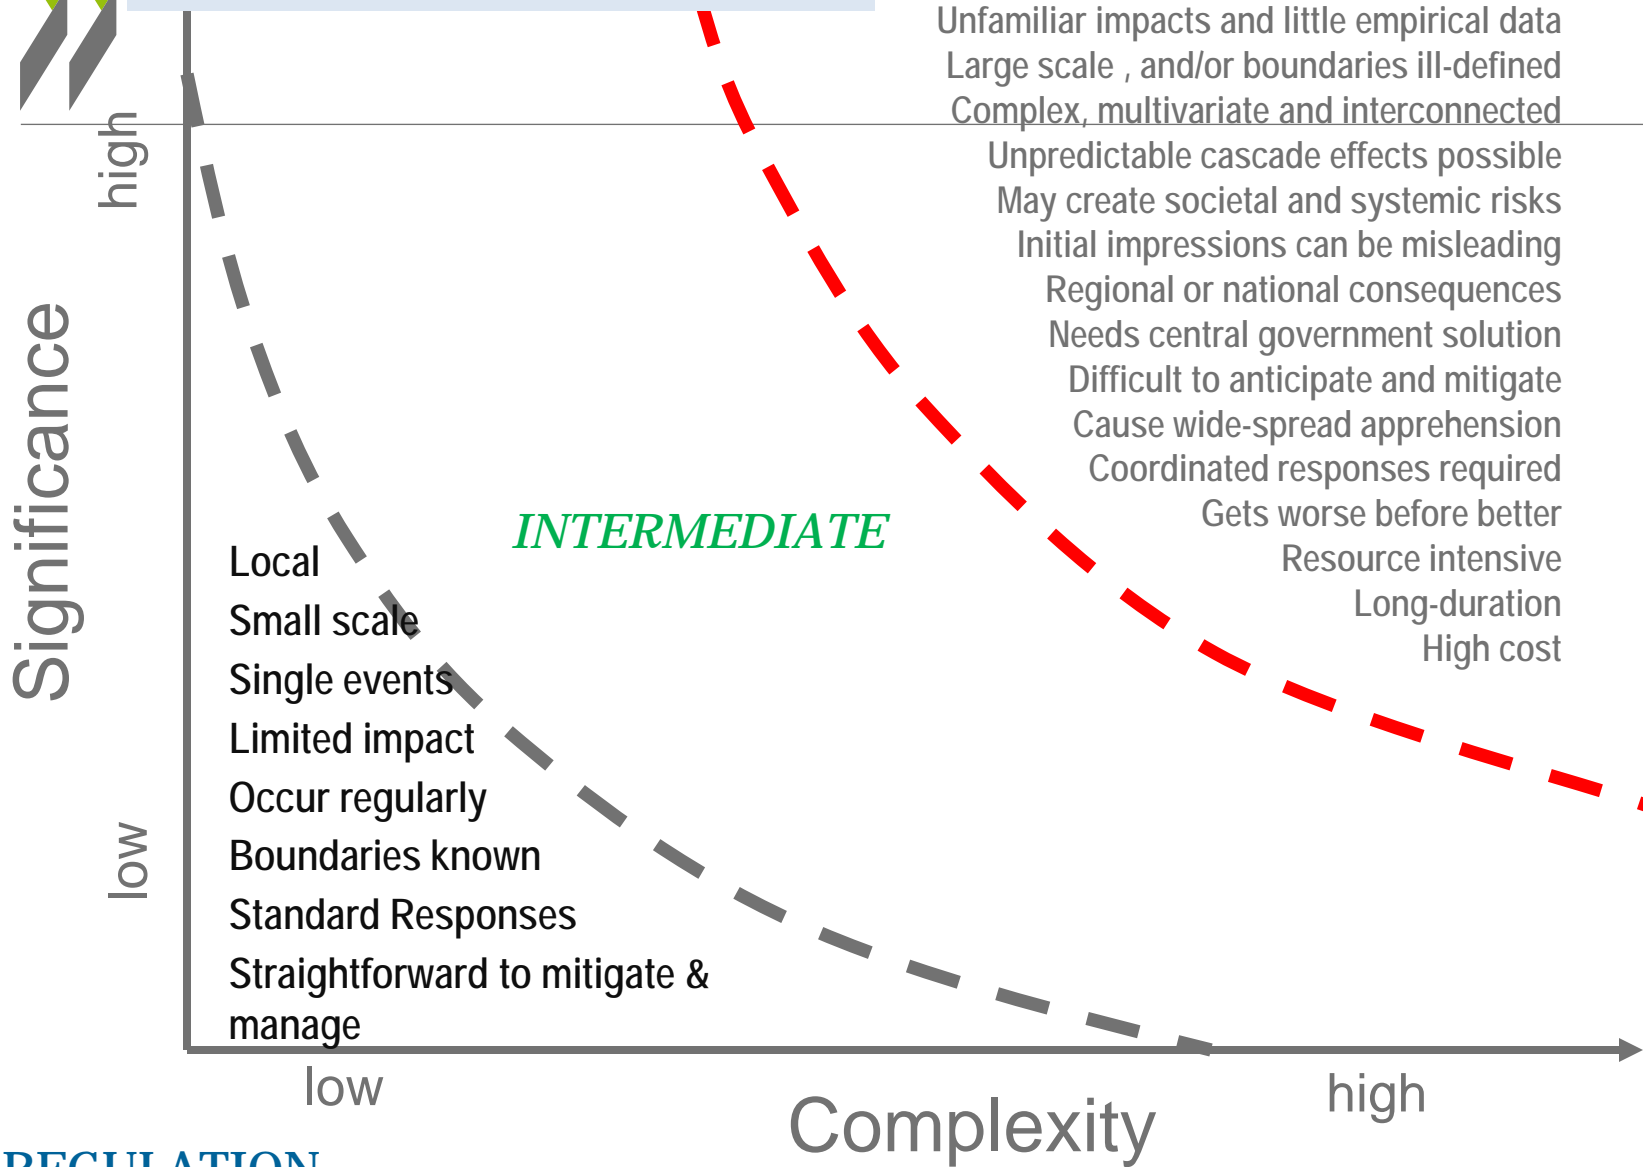 Unfamiliar impacts and little empirical data
Large scale , and/or boundaries ill-defined
Complex, multivariate and interconnected
Unpredictable cascade effects possible
May create societal and systemic risks
Initial impressions can be misleading
Regional or national consequences
Needs central government solution
Difficult to anticipate and mitigate
Cause wide-spread apprehension
Coordinated responses required
Gets worse before better
Resource intensive
Long-duration
High cost
high
Significance
low
INTERMEDIATE
Local
Small scale
Single events
Limited impact
Occur regularly
Boundaries known
Standard Responses
Straightforward to mitigate &
manage
low
Complexity
high
REGULATION